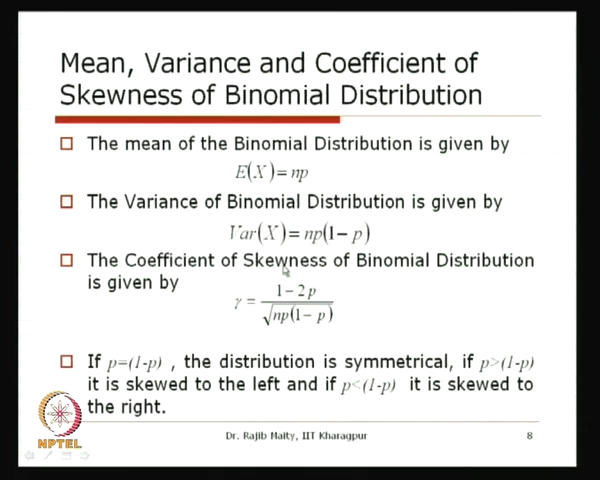 Mean, Variance and Coefficient of
Skewness of Binomial Distribution
The mean of the Binomial Distribution is given by
E(X)= np
The Variance of Binomial Distribution is given by
Var(X)= np(1− p)
The Coefficient of Skewness of Binomial Distribution
is given by
γ = (1−2p)/√(np(1− p))
If p=(1-p) , the distribution is symmetrical, if p>(1-p)
it is skewed to the left and if p<(1-p) it is skewed to
the right.
NPTEL
Dr. Rajib Maity, IIT Kharagpur
8